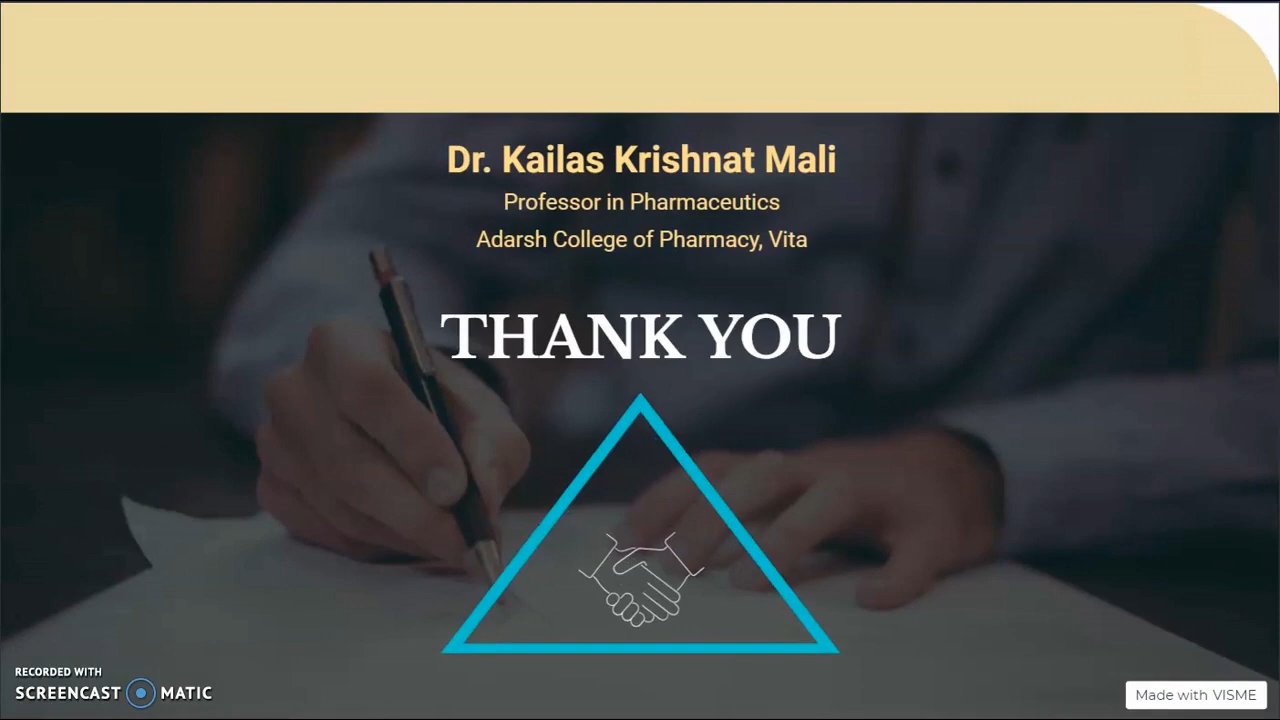 Dr. Kailas Krishnat Mali
Professor in Pharmaceutics
Adarsh College of Pharmacy, Vita
THANK YOU
RECORDED WITH
SCREENCAST MATIC
Made with VISME